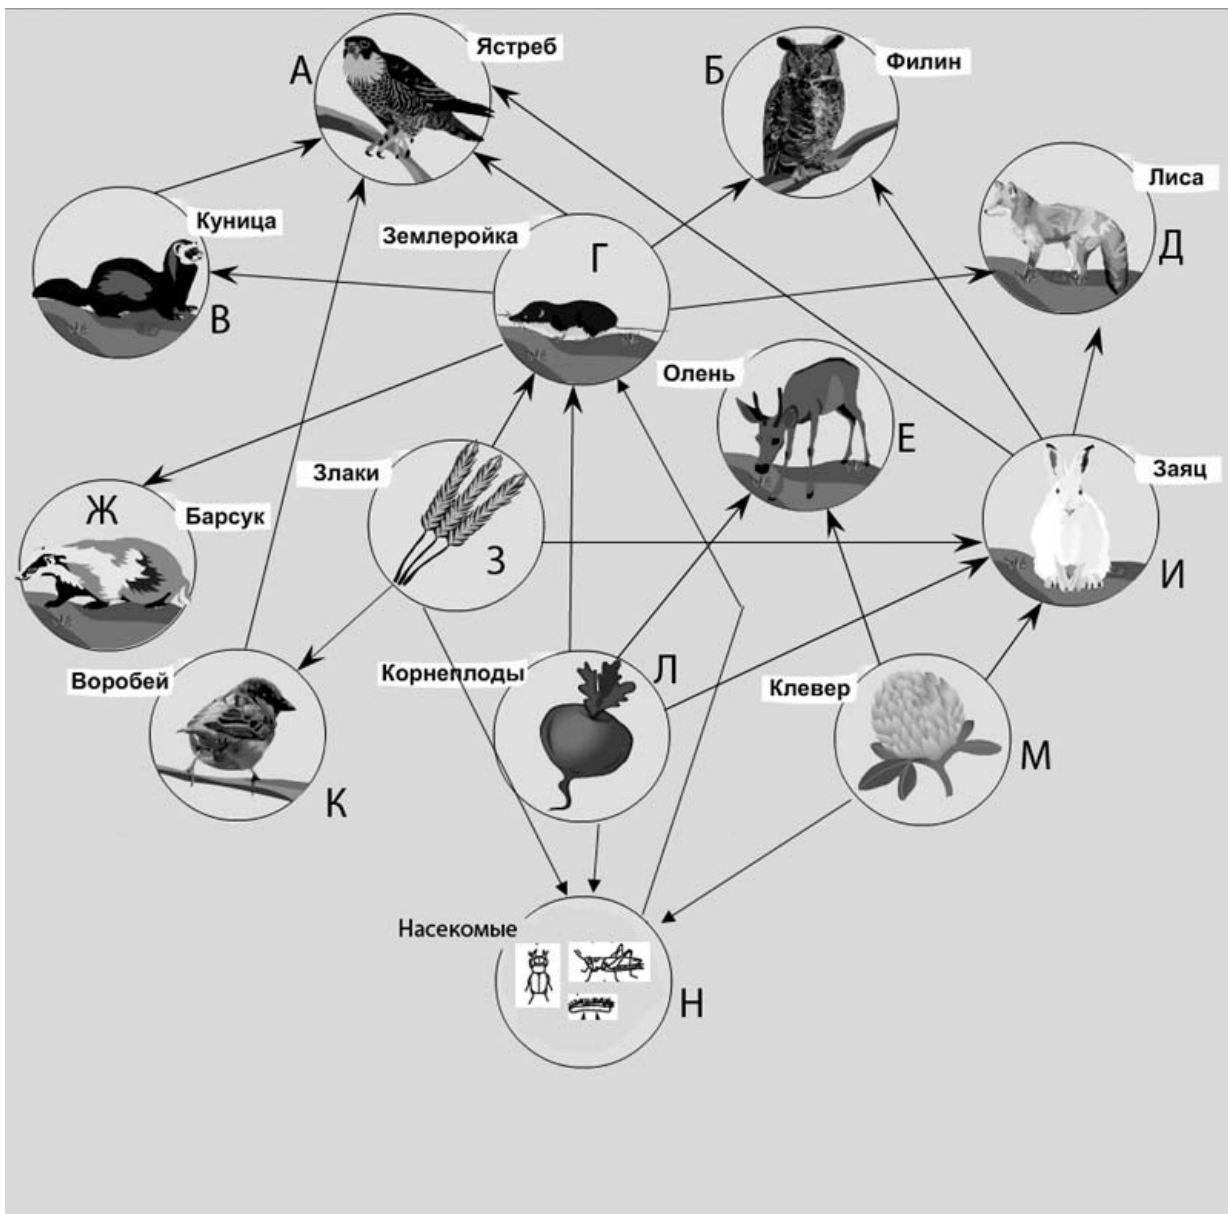 А
Ястреб
Б
Филин
Лиса
Д
Куница
В
Землеройка
Г
Олень
Е
Злаки
З
Заяц
И
Ж
Барсук
Воробей
К
Корнеплоды
Л
Клевер
М
Насекомые
Н